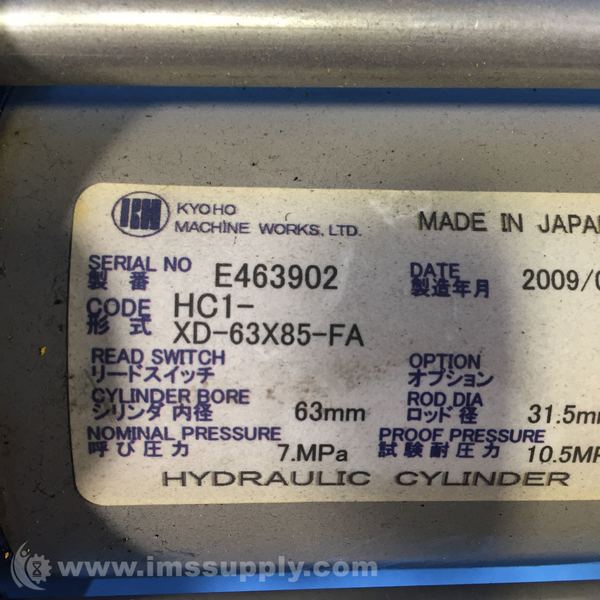 KH KYOHO
MACHINE WORKS, LTD. MADE IN JAPAN
SERIAL NO E463902 DATE 2009/0
製番 製造年月
CODE HC1-
形式 XD-63X85-FA
READ SWITCH OPTION
リードスイッチ オプション
CYLINDER BORE 63mm ROD DIA 31.5mm
シリンダ内径 ロッド径
NOMINAL PRESSURE 7.MPa PROOF PRESSURE 10.5MP
呼び圧力 試験耐圧力
HYDRAULIC CYLINDER
www.imssupply.com